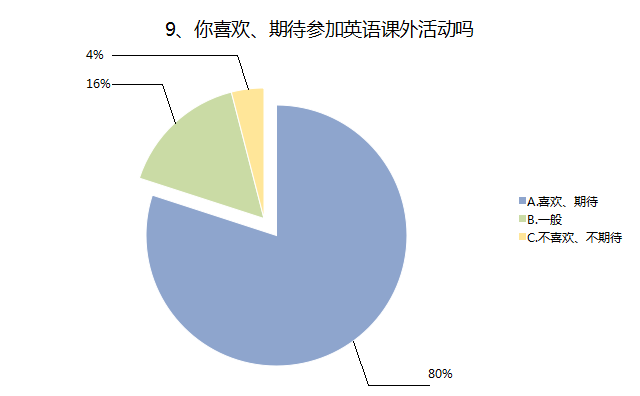 9、你喜欢、期待参加英语课外活动吗
4%
16%
A.喜欢、期待
B.一般
C.不喜欢、不期待
80%